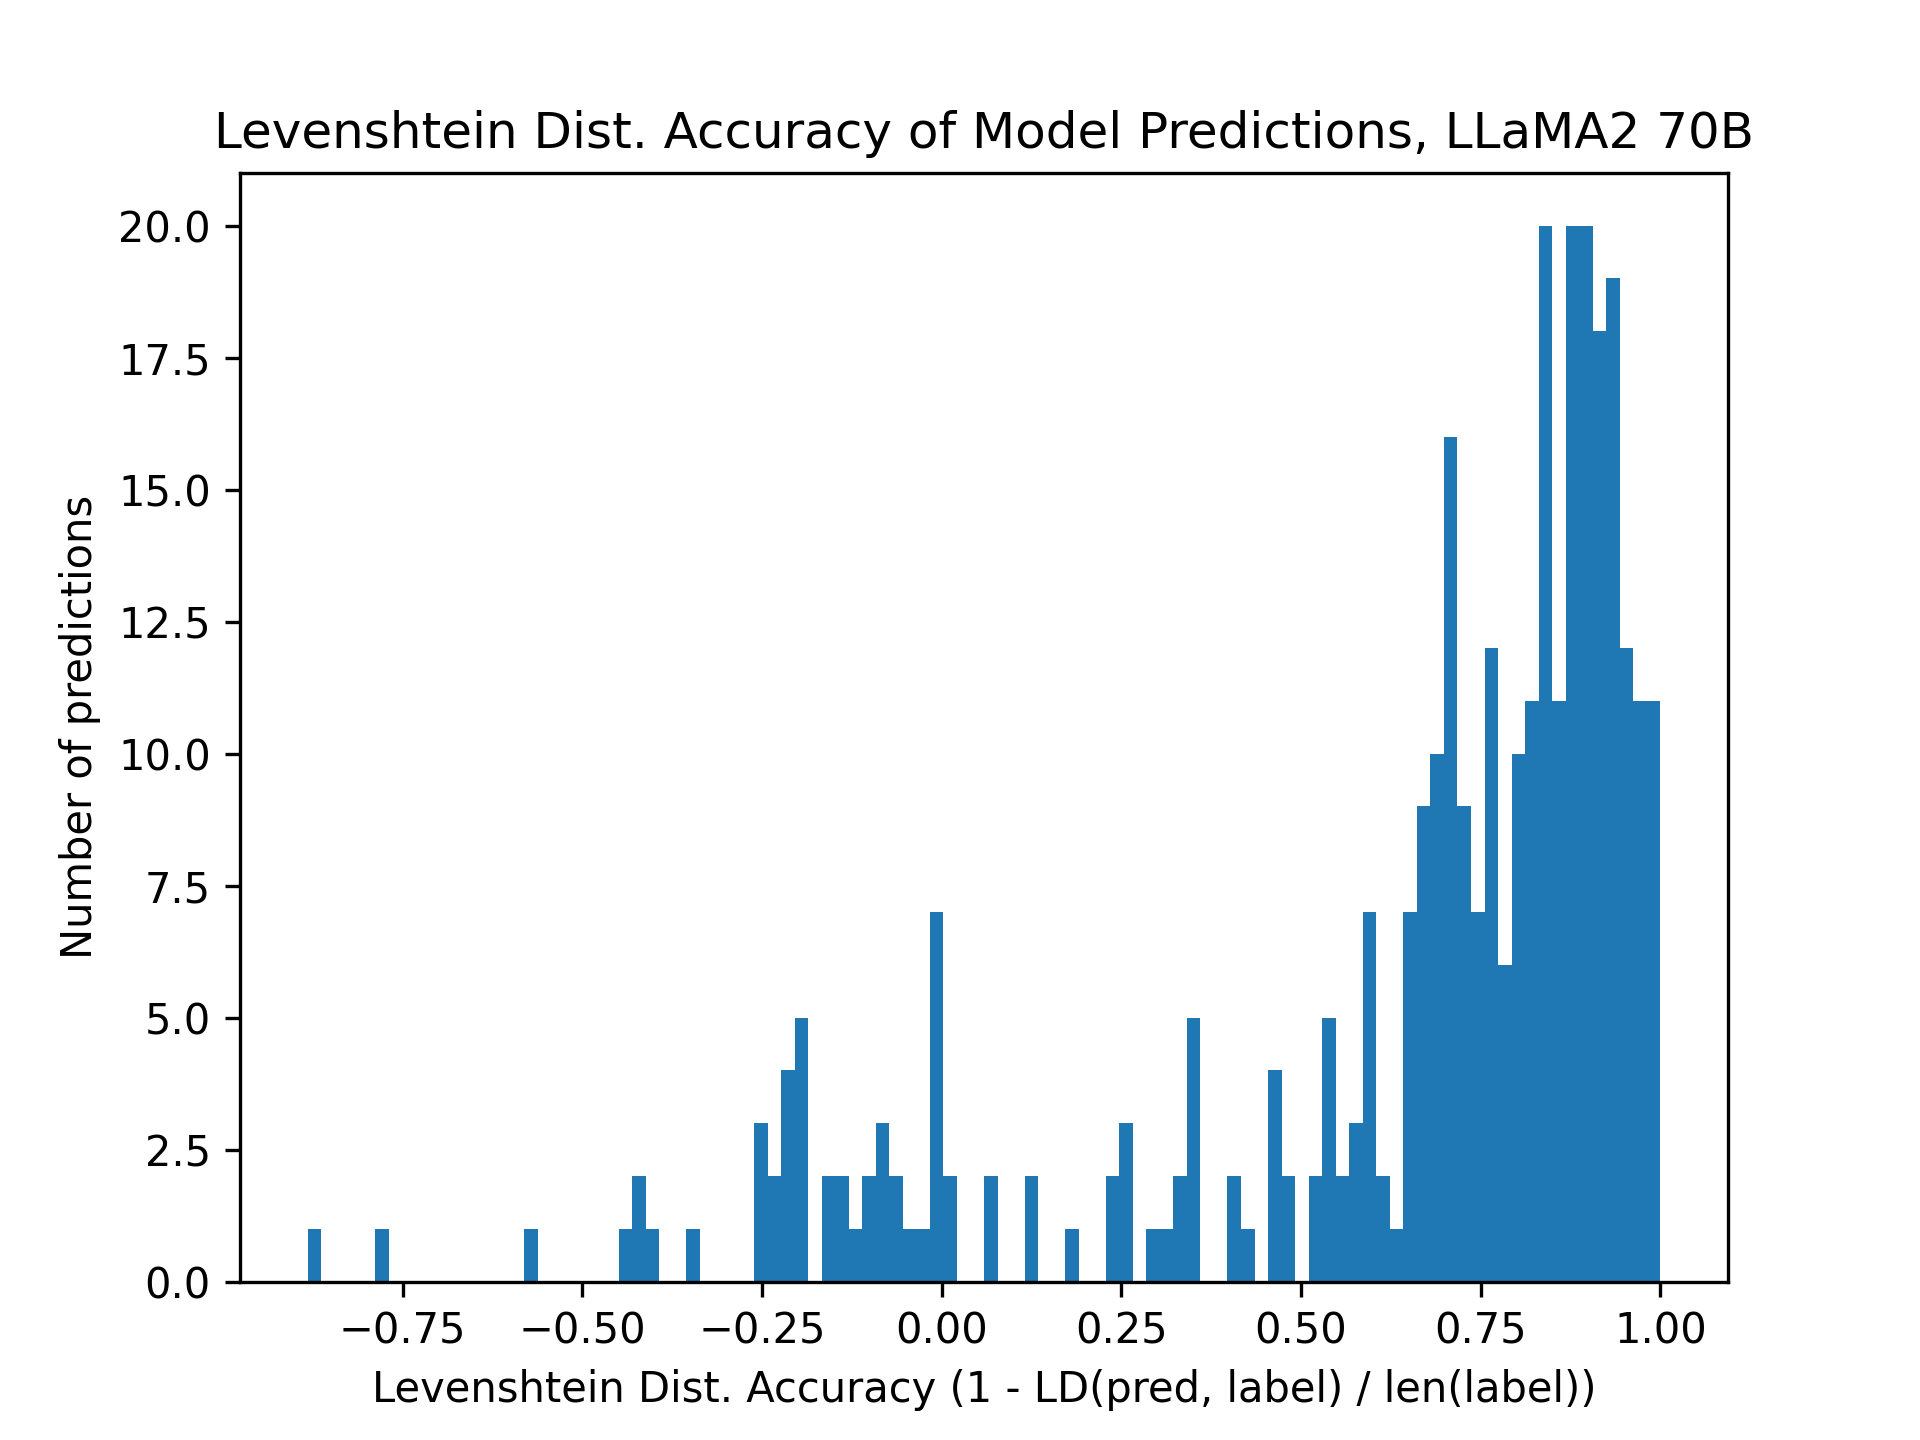 Levenshtein Dist. Accuracy of Model Predictions, LLaMA2 70B
20.0
17.5
15.0
12.5
10.0
7.5
5.0
2.5
0.0
Number of predictions
−0.75 −0.50 −0.25 0.00 0.25 0.50 0.75 1.00
Levenshtein Dist. Accuracy (1 - LD(pred, label) / len(label))